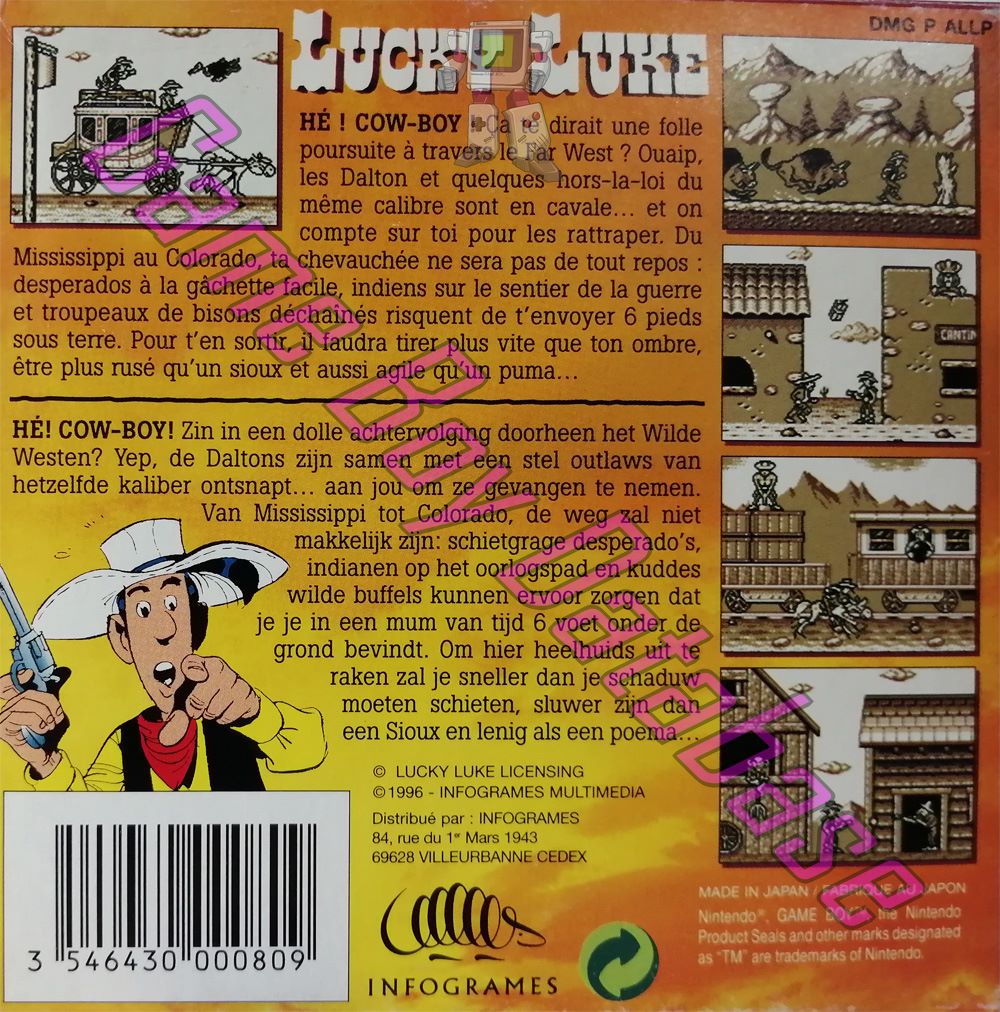 DMG P ALLP
LUCKY LUKE
HÉ ! COW-BOY ! Ça te dirait une folle
poursuite à travers le Far West ? Ouaip,
les Dalton et quelques hors-la-loi du
même calibre sont en cavale... et on
compte sur toi pour les rattraper. Du
Mississippi au Colorado, ta chevauchée ne sera pas de tout repos :
desperados à la gâchette facile, indiens sur le sentier de la guerre
et troupeaux de bisons déchaînés risquent de t'envoyer 6 pieds
sous terre. Pour t'en sortir, il faudra tirer plus vite que ton ombre,
être plus rusé qu'un sioux et aussi agile qu'un puma...
HÉ! COW-BOY! Zin in een dolle achtervolging doorheen het Wilde
Westen? Yep, de Daltons zijn samen met een stel outlaws van
hetzelfde kaliber ontsnapt... aan jou om ze gevangen te nemen.
Van Mississippi tot Colorado, de weg zal niet
makkelijk zijn: schietgrage desperado's,
indianen op het oorlogspad en kuddes
wilde buffels kunnen ervoor zorgen dat
je je in een mum van tijd 6 voet onder de
grond bevindt. Om hier heelhuids uit te
raken zal je sneller dan je schaduw
moeten schieten, sluwer zijn dan
een Sioux en lenig als een poema...
CANTIN
© LUCKY LUKE LICENSING
© 1996 - INFOGRAMES MULTIMEDIA
Distribué par : INFOGRAMES
84, rue du 1er Mars 1943
69628 VILLEURBANNE CEDEX
INFOGRAMES
3 546430 000809
MADE IN JAPAN / FABRIQUE AU JAPON
Nintendo®, GAME BOY™, the Nintendo
Product Seals and other marks designated
as "TM" are trademarks of Nintendo.
Game Boy Database